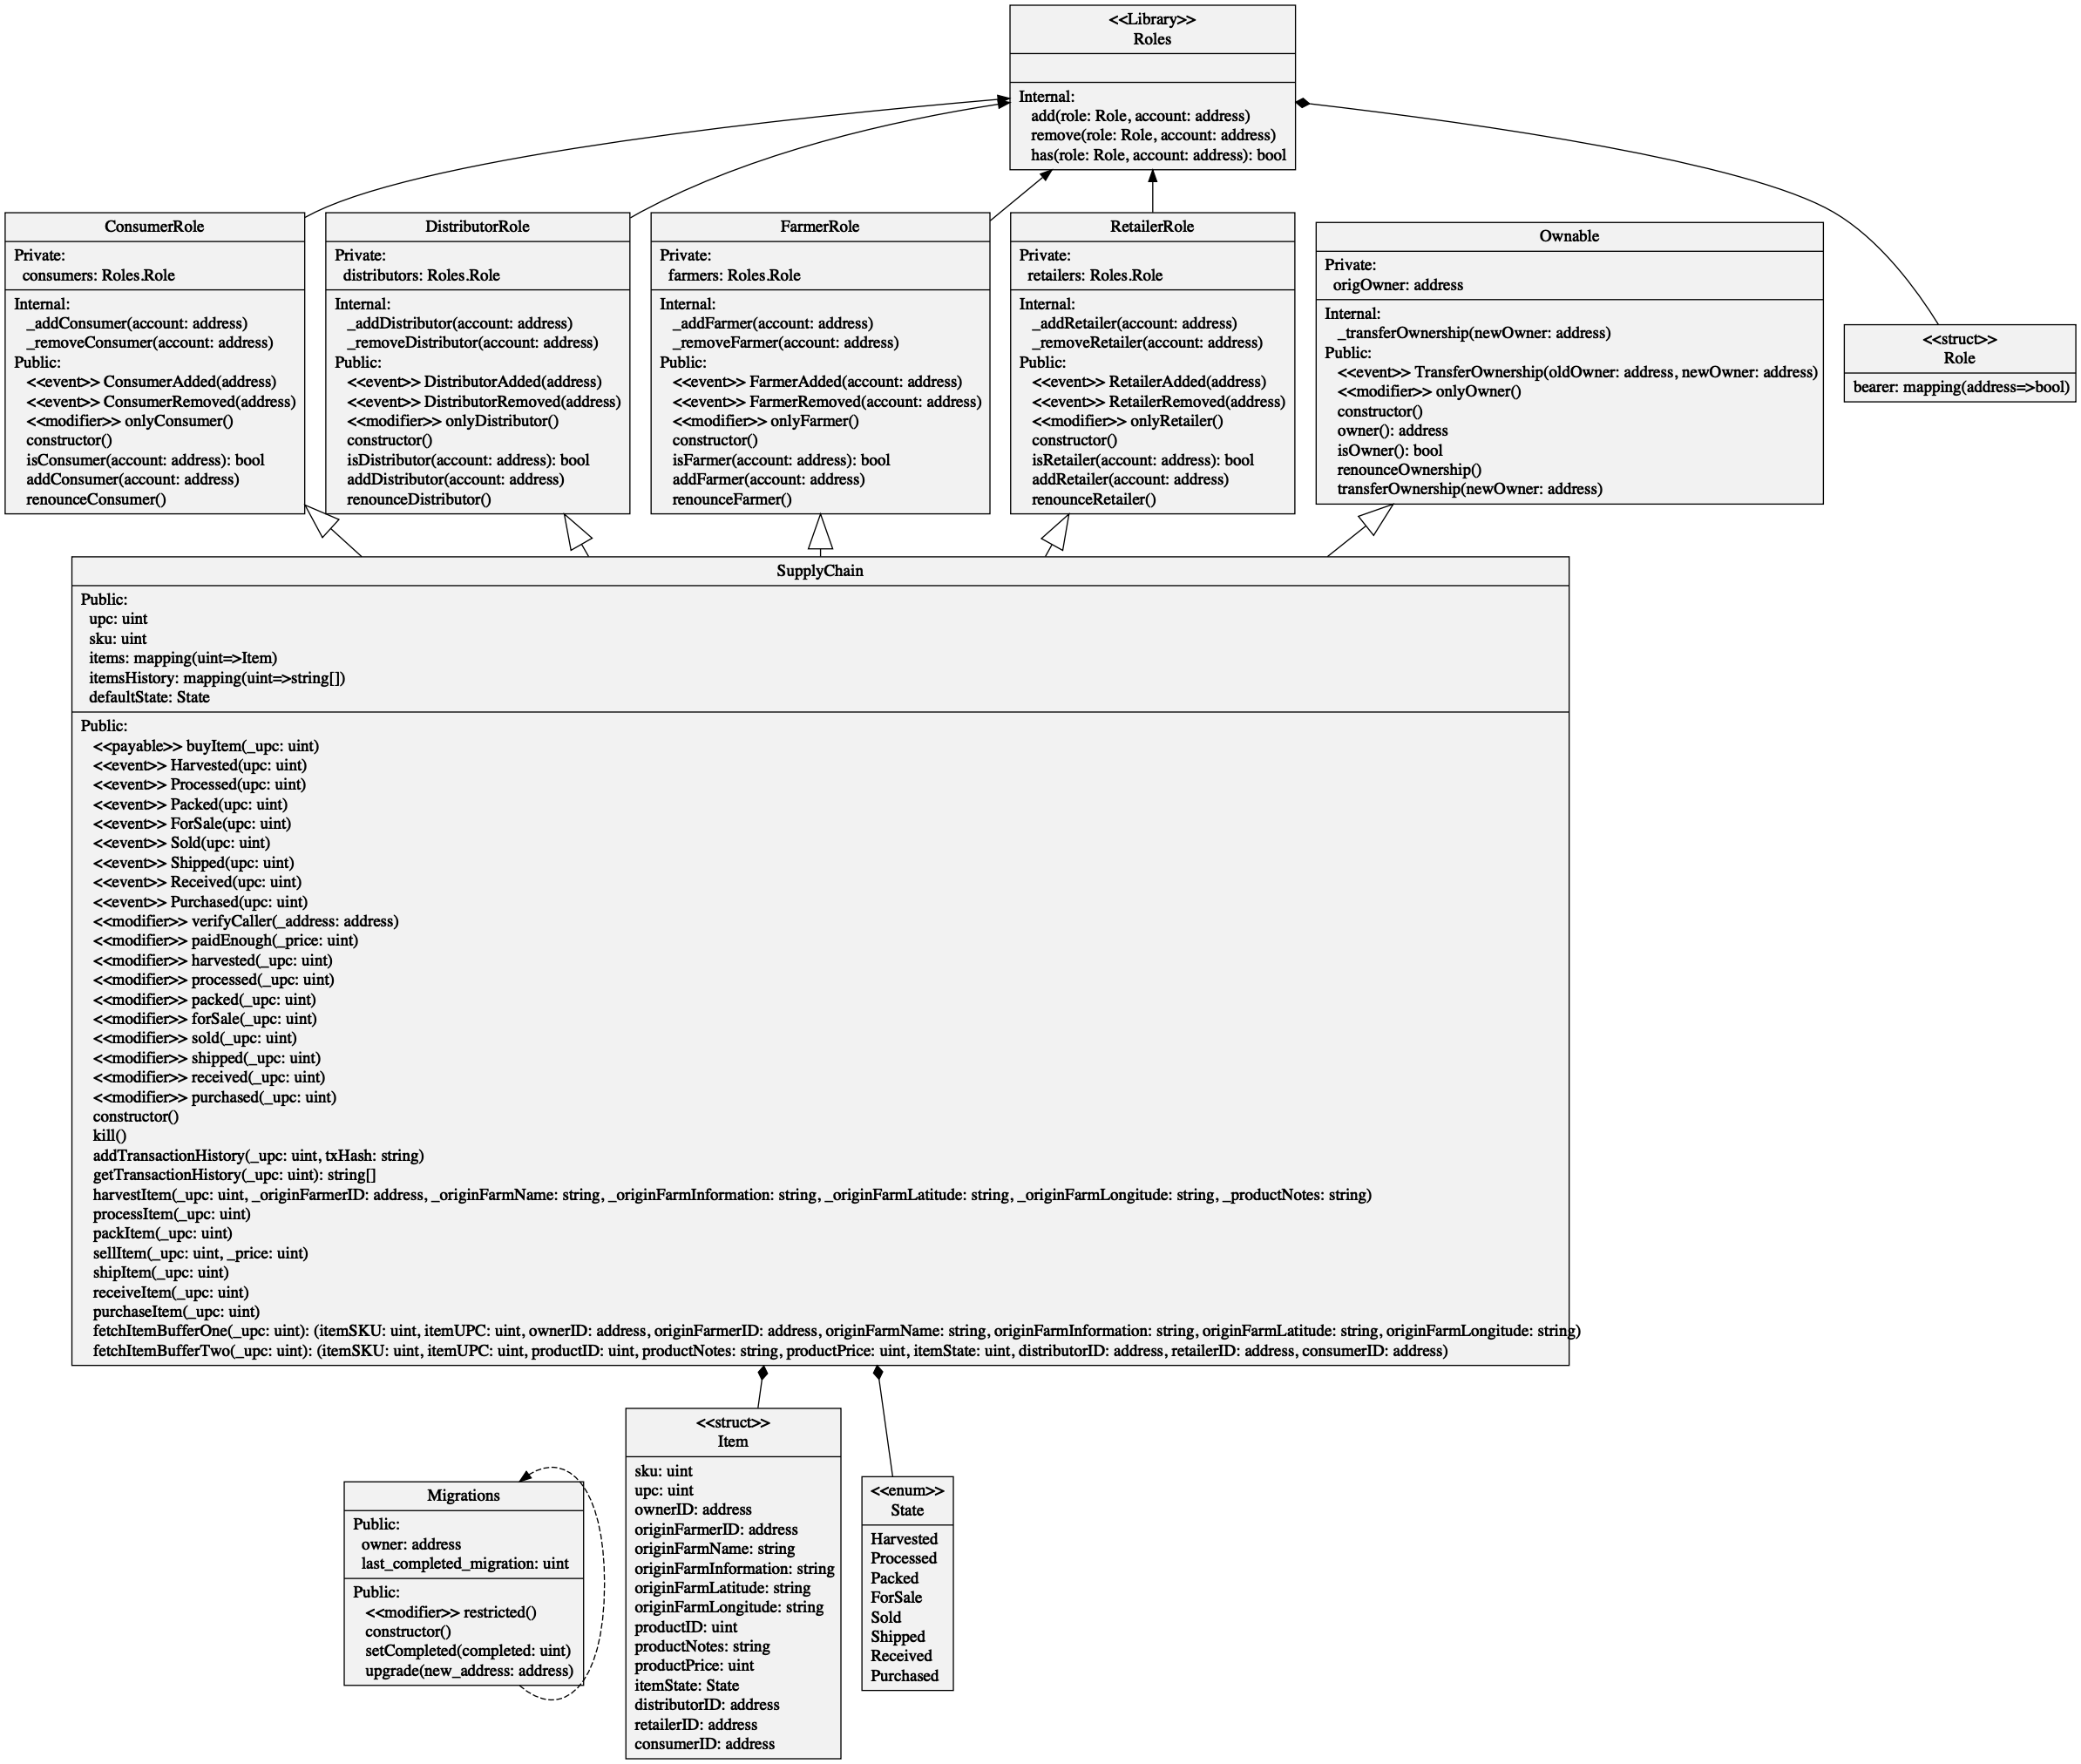 <<Library>>
Roles
Internal:
add(role: Role, account: address)
remove(role: Role, account: address)
has(role: Role, account: address): bool
ConsumerRole
Private:
consumers: Roles.Role
Internal:
_addConsumer(account: address)
_removeConsumer(account: address)
Public:
<<event>> ConsumerAdded(address)
<<event>> ConsumerRemoved(address)
<<modifier>> onlyConsumer()
constructor()
isConsumer(account: address): bool
addConsumer(account: address)
renounceConsumer()
DistributorRole
Private:
distributors: Roles.Role
Internal:
_addDistributor(account: address)
_removeDistributor(account: address)
Public:
<<event>> DistributorAdded(address)
<<event>> DistributorRemoved(address)
<<modifier>> onlyDistributor()
constructor()
isDistributor(account: address): bool
addDistributor(account: address)
renounceDistributor()
FarmerRole
Private:
farmers: Roles.Role
Internal:
_addFarmer(account: address)
_removeFarmer(account: address)
Public:
<<event>> FarmerAdded(account: address)
<<event>> FarmerRemoved(account: address)
<<modifier>> onlyFarmer()
constructor()
isFarmer(account: address): bool
addFarmer(account: address)
renounceFarmer()
RetailerRole
Private:
retailers: Roles.Role
Internal:
_addRetailer(account: address)
_removeRetailer(account: address)
Public:
<<event>> RetailerAdded(address)
<<event>> RetailerRemoved(address)
<<modifier>> onlyRetailer()
constructor()
isRetailer(account: address): bool
addRetailer(account: address)
renounceRetailer()
Ownable
Private:
origOwner: address
Internal:
_transferOwnership(newOwner: address)
Public:
<<event>> TransferOwnership(oldOwner: address, newOwner: address)
<<modifier>> onlyOwner()
constructor()
owner(): address
isOwner(): bool
renounceOwnership()
transferOwnership(newOwner: address)
<<struct>>
Role
bearer: mapping(address=>bool)
SupplyChain
Public:
upc: uint
sku: uint
items: mapping(uint=>Item)
itemsHistory: mapping(uint=>string[])
defaultState: State
Public:
<<payable>> buyItem(_upc: uint)
<<event>> Harvested(upc: uint)
<<event>> Processed(upc: uint)
<<event>> Packed(upc: uint)
<<event>> ForSale(upc: uint)
<<event>> Sold(upc: uint)
<<event>> Shipped(upc: uint)
<<event>> Received(upc: uint)
<<event>> Purchased(upc: uint)
<<modifier>> verifyCaller(_address: address)
<<modifier>> paidEnough(_price: uint)
<<modifier>> harvested(_upc: uint)
<<modifier>> processed(_upc: uint)
<<modifier>> packed(_upc: uint)
<<modifier>> forSale(_upc: uint)
<<modifier>> sold(_upc: uint)
<<modifier>> shipped(_upc: uint)
<<modifier>> received(_upc: uint)
<<modifier>> purchased(_upc: uint)
constructor()
kill()
addTransactionHistory(_upc: uint, txHash: string)
getTransactionHistory(_upc: uint): string[]
harvestItem(_upc: uint, _originFarmerID: address, _originFarmName: string, _originFarmInformation: string, _originFarmLatitude: string, _originFarmLongitude: string, _productNotes: string)
processItem(_upc: uint)
packItem(_upc: uint)
sellItem(_upc: uint, _price: uint)
shipItem(_upc: uint)
receiveItem(_upc: uint)
purchaseItem(_upc: uint)
fetchItemBufferOne(_upc: uint): (itemSKU: uint, itemUPC: uint, ownerID: address, originFarmerID: address, originFarmName: string, originFarmInformation: string, originFarmLatitude: string, originFarmLongitude: string)
fetchItemBufferTwo(_upc: uint): (itemSKU: uint, itemUPC: uint, productID: uint, productNotes: string, productPrice: uint, itemState: uint, distributorID: address, retailerID: address, consumerID: address)
Migrations
Public:
owner: address
last_completed_migration: uint
Public:
<<modifier>> restricted()
constructor()
setCompleted(completed: uint)
upgrade(new_address: address)
<<struct>>
Item
sku: uint
upc: uint
ownerID: address
originFarmerID: address
originFarmName: string
originFarmInformation: string
originFarmLatitude: string
originFarmLongitude: string
productID: uint
productNotes: string
productPrice: uint
itemState: State
distributorID: address
retailerID: address
consumerID: address
<<enum>>
State
Harvested
Processed
Packed
ForSale
Sold
Shipped
Received
Purchased